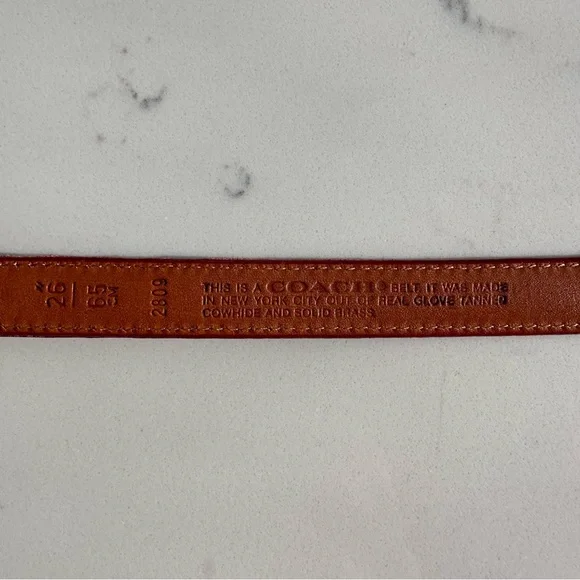 26"
65 CM
2809
THIS IS A COACH® BELT. IT WAS MADE
IN NEW YORK CITY OUT OF REAL GLOVE TANNED
COWHIDE AND SOLID BRASS.